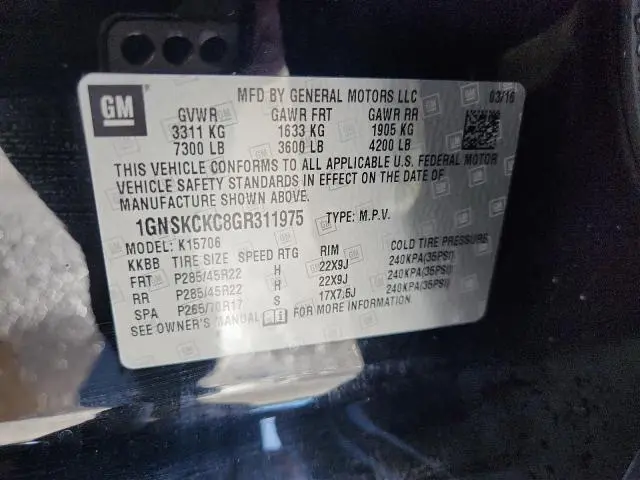 GM
MFD BY GENERAL MOTORS LLC 03/16
GVWR GAWR FRT GAWR RR
3311 KG 1633 KG 1905 KG
7300 LB 3600 LB 4200 LB
THIS VEHICLE CONFORMS TO ALL APPLICABLE U.S. FEDERAL MOTOR
VEHICLE SAFETY STANDARDS IN EFFECT ON THE DATE OF
MANUFACTURE SHOWN ABOVE.
1GNSKCKC8GR311975 TYPE: M.P.V.
MODEL: K15706
KKBB TIRE SIZE SPEED RTG RIM COLD TIRE PRESSURE
FRT P285/45R22 H 22X9J 240KPA(35PSI)
RR P285/45R22 H 22X9J 240KPA(35PSI)
SPA P265/70R17 S 17X7.5J 240KPA(35PSI)
SEE OWNER'S MANUAL FOR MORE INFORMATION.